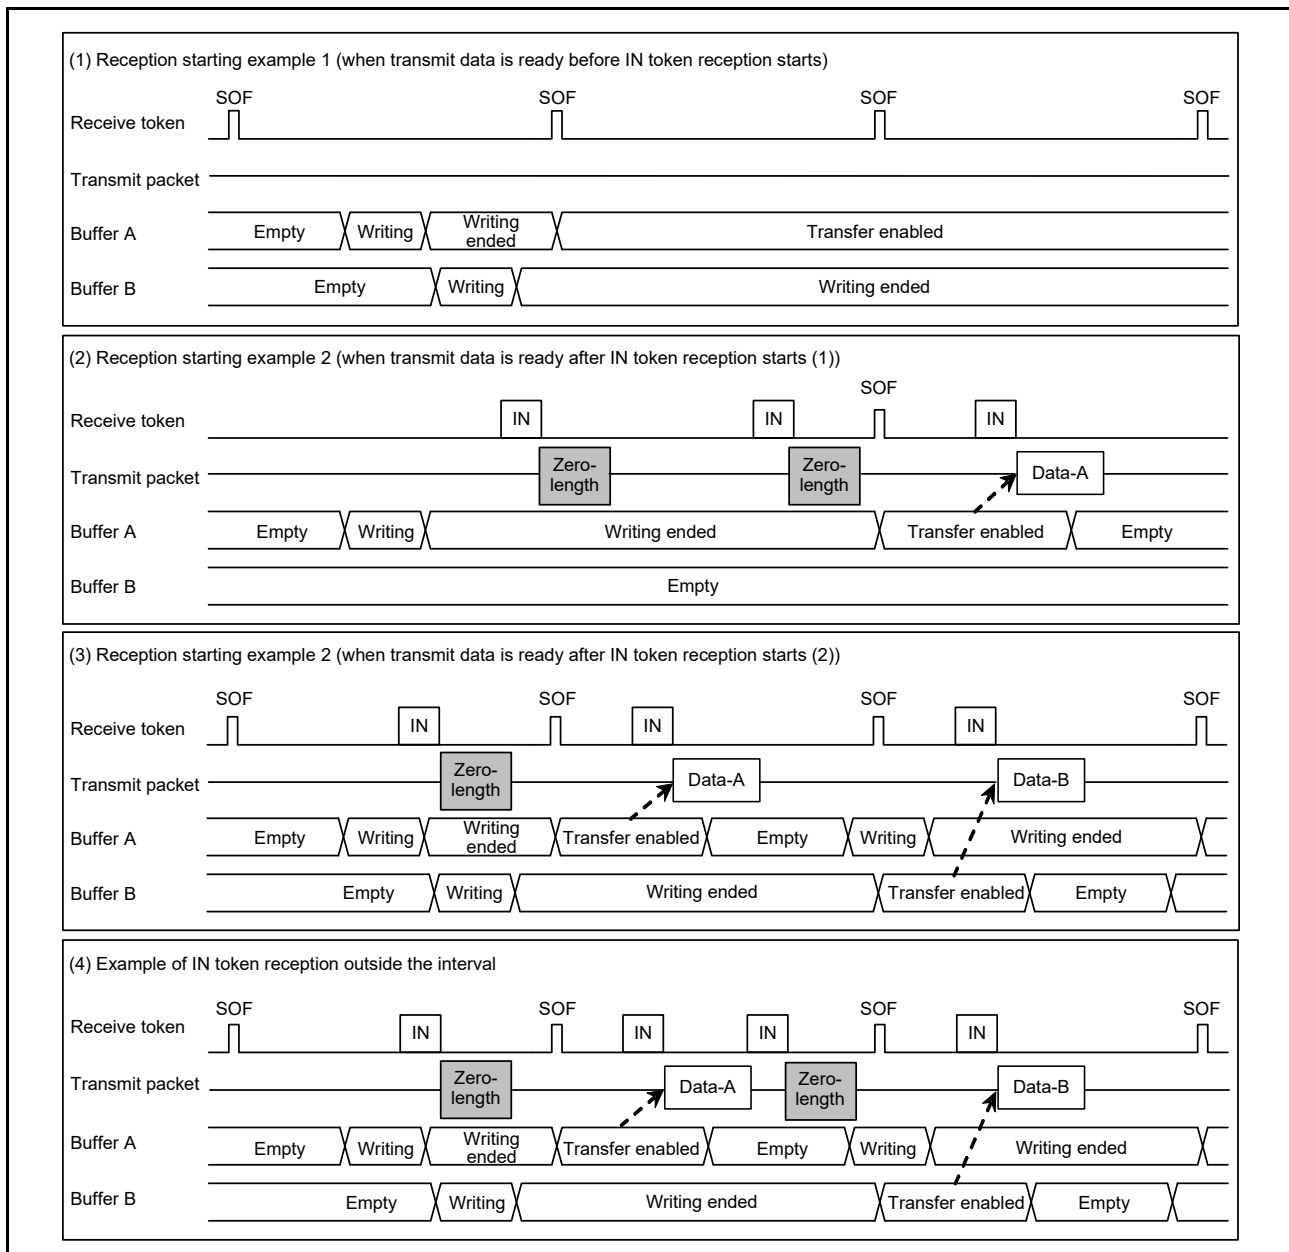 (1) Reception starting example 1 (when transmit data is ready before IN token reception starts)
SOF SOF SOF SOF
Receive token
Transmit packet
Buffer A Empty Writing Writing ended Transfer enabled
Buffer B Empty Writing Writing ended
(2) Reception starting example 2 (when transmit data is ready after IN token reception starts (1))
SOF
Receive token IN IN IN
Transmit packet Zero-length Zero-length Data-A
Buffer A Empty Writing Writing ended Transfer enabled Empty
Buffer B Empty
(3) Reception starting example 2 (when transmit data is ready after IN token reception starts (2))
SOF SOF SOF SOF
Receive token IN IN IN
Transmit packet Zero-length Data-A Data-B
Buffer A Empty Writing Writing ended Transfer enabled Empty Writing Writing ended
Buffer B Empty Writing Writing ended Transfer enabled Empty
(4) Example of IN token reception outside the interval
SOF SOF SOF SOF
Receive token IN IN IN IN
Transmit packet Zero-length Data-A Zero-length Data-B
Buffer A Empty Writing Writing ended Transfer enabled Empty Writing Writing ended
Buffer B Empty Writing Writing ended Transfer enabled Empty